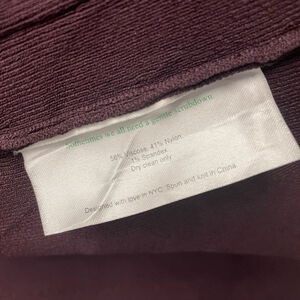 Sometimes we all need a gentle scrubdown
58% Viscose, 41% Nylon
1% Spandex
Dry clean only
Designed with love in NYC. Spun and knit in China.